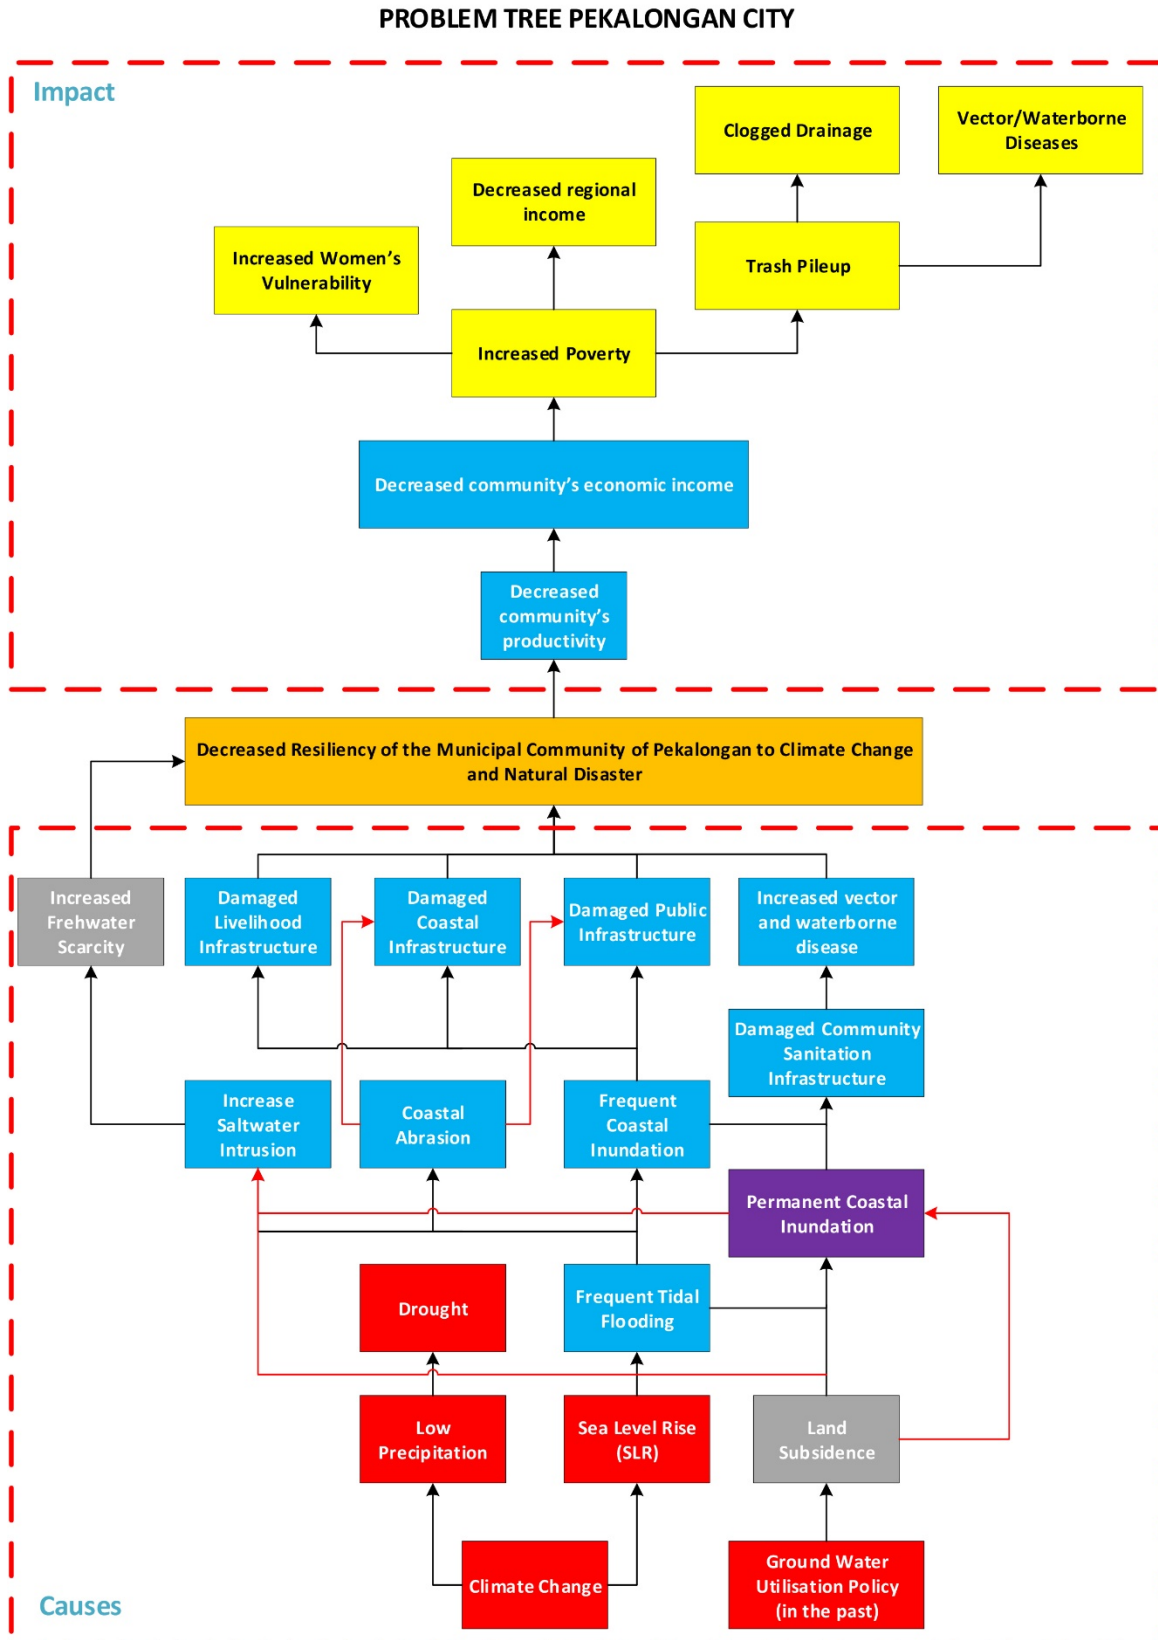 PROBLEM TREE PEKALONGAN CITY
Impact
Clogged Drainage
Vector/Waterborne
Diseases
Decreased regional
income
Increased Women's
Vulnerability
Trash Pileup
Increased Poverty
Decreased community's economic income
Decreased
community's
productivity
Decreased Resiliency of the Municipal Community of Pekalongan to Climate Change
and Natural Disaster
Increased
Frehwater
Scarcity
Damaged
Livelihood
Infrastructure
Damaged
Coastal
Infrastructure
Damaged Public
Infrastructure
Increased vector
and waterborne
disease
Damaged Community
Sanitation
Infrastructure
Increase
Saltwater
Intrusion
Coastal
Abrasion
Frequent
Coastal
Inundation
Permanent Coastal
Inundation
Drought
Frequent Tidal
Flooding
Low
Precipitation
Sea Level Rise
(SLR)
Land
Subsidence
Climate Change
Ground Water
Utilisation Policy
(in the past)
Causes